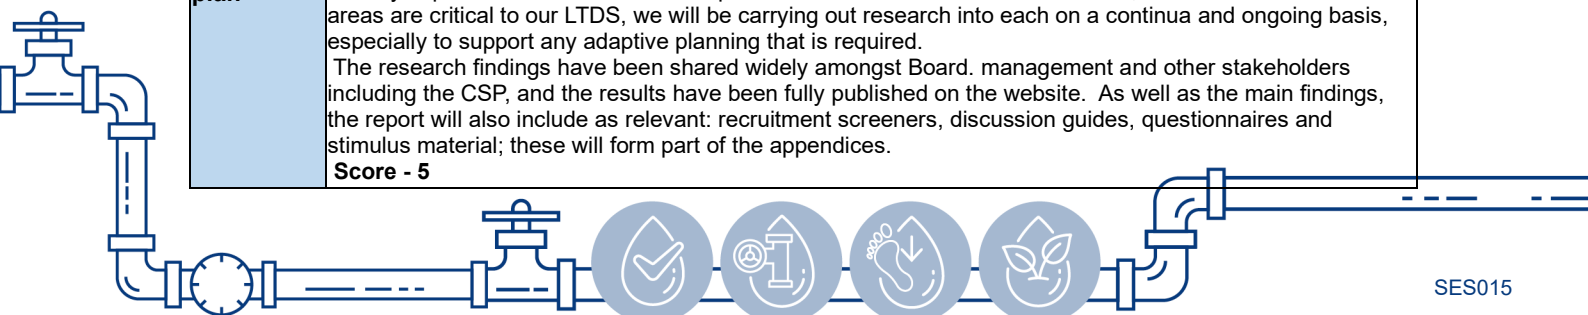 plan
areas are critical to our LTDS, we will be carrying out research into each on a continua and ongoing basis,
especially to support any adaptive planning that is required.
The research findings have been shared widely amongst Board. management and other stakeholders
including the CSP, and the results have been fully published on the website. As well as the main findings,
the report will also include as relevant: recruitment screeners, discussion guides, questionnaires and
stimulus material; these will form part of the appendices.
Score - 5
SES015